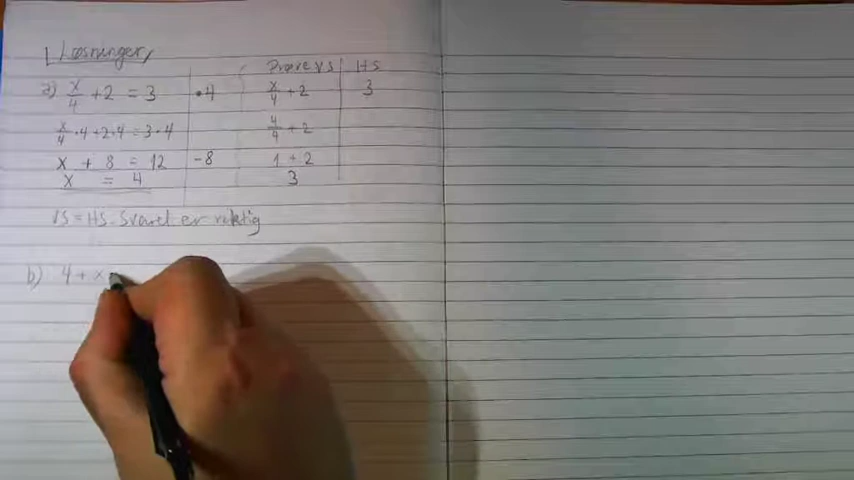 Løsninger,
Prøve VS | HS
a) x/4 + 2 = 3 | •4 | x/4 + 2 | 3
x/4 • 4 + 2 • 4 = 3 • 4 | 4/4 + 2
x + 8 = 12 | -8 | 1 + 2
x = 4 | 3
VS = HS. Svaret er riktig
b) 4 + x